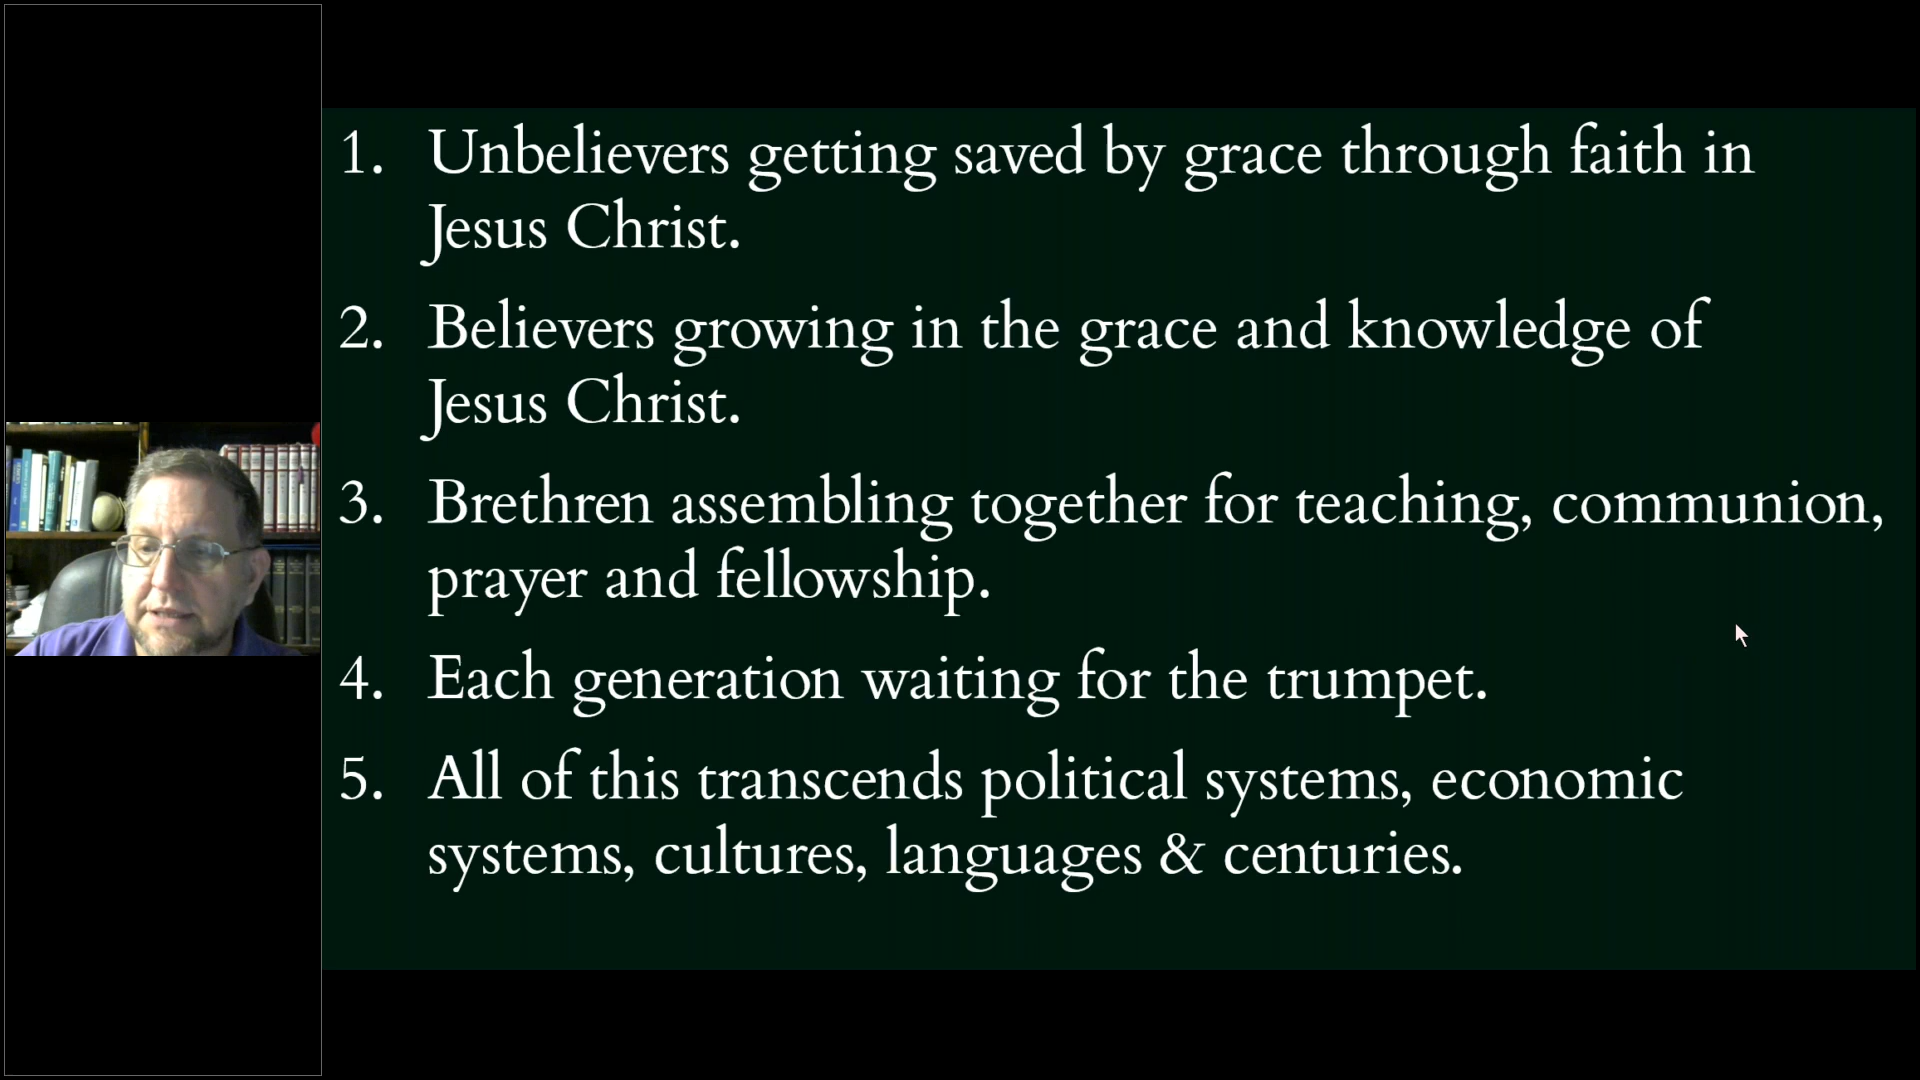 1. Unbelievers getting saved by grace through faith in
Jesus Christ.
2. Believers growing in the grace and knowledge of
Jesus Christ.
3. Brethren assembling together for teaching, communion,
prayer and fellowship.
4. Each generation waiting for the trumpet.
5. All of this transcends political systems, economic
systems, cultures, languages & centuries.